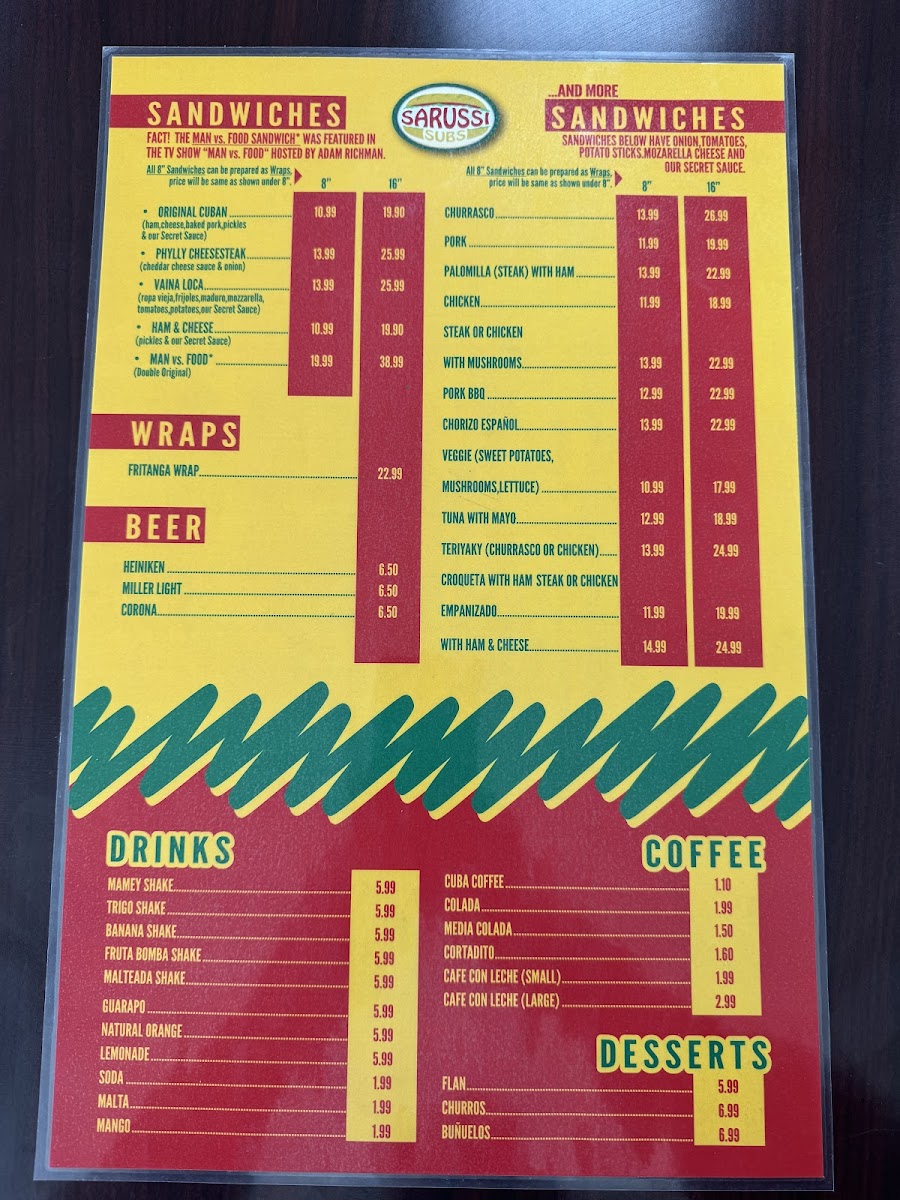 SANDWICHES
FACT! THE MAN vs. FOOD SANDWICH* WAS FEATURED IN
THE TV SHOW "MAN vs. FOOD" HOSTED BY ADAM RICHMAN.
All 8" Sandwiches can be prepared as Wraps,
price will be same as shown under 8".
8" 16"
• ORIGINAL CUBAN 10.99 19.90
(ham,cheese,baked pork,pickles
& our Secret Sauce)
• PHYLLY CHEESESTEAK 13.99 25.99
(cheddar cheese sauce & onion)
• VAINA LOCA 13.99 25.99
(ropa vieja,frijoles,maduro,mozzarella,
tomatoes,potatoes,our Secret Sauce)
• HAM & CHEESE 10.99 19.90
(pickles & our Secret Sauce)
• MAN vs. FOOD* 19.99 38.99
(Double Original)
WRAPS
FRITANGA WRAP 22.99
BEER
HEINIKEN 6.50
MILLER LIGHT 6.50
CORONA 6.50
SARUSSI
SUBS
...AND MORE
SANDWICHES
SANDWICHES BELOW HAVE ONION,TOMATOES,
POTATO STICKS.MOZARELLA CHEESE AND
OUR SECRET SAUCE.
All 8" Sandwiches can be prepared as Wraps,
price will be same as shown under 8".
8" 16"
CHURRASCO 13.99 26.99
PORK 11.99 19.99
PALOMILLA (STEAK) WITH HAM 13.99 22.99
CHICKEN 11.99 18.99
STEAK OR CHICKEN
WITH MUSHROOMS 13.99 22.99
PORK BBQ 12.99 22.99
CHORIZO ESPAÑOL 13.99 22.99
VEGGIE (SWEET POTATOES,
MUSHROOMS,LETTUCE) 10.99 17.99
TUNA WITH MAYO 12.99 18.99
TERIYAKY (CHURRASCO OR CHICKEN) 13.99 24.99
CROQUETA WITH HAM STEAK OR CHICKEN
EMPANIZADO 11.99 19.99
WITH HAM & CHEESE 14.99 24.99
DRINKS
MAMEY SHAKE 5.99
TRIGO SHAKE 5.99
BANANA SHAKE 5.99
FRUTA BOMBA SHAKE 5.99
MALTEADA SHAKE 5.99
GUARAPO 5.99
NATURAL ORANGE 5.99
LEMONADE 5.99
SODA 1.99
MALTA 1.99
MANGO 1.99
COFFEE
CUBA COFFEE 1.10
COLADA 1.99
MEDIA COLADA 1.50
CORTADITO 1.60
CAFE CON LECHE (SMALL) 1.99
CAFE CON LECHE (LARGE) 2.99
DESSERTS
FLAN 5.99
CHURROS 6.99
BUÑUELOS 6.99